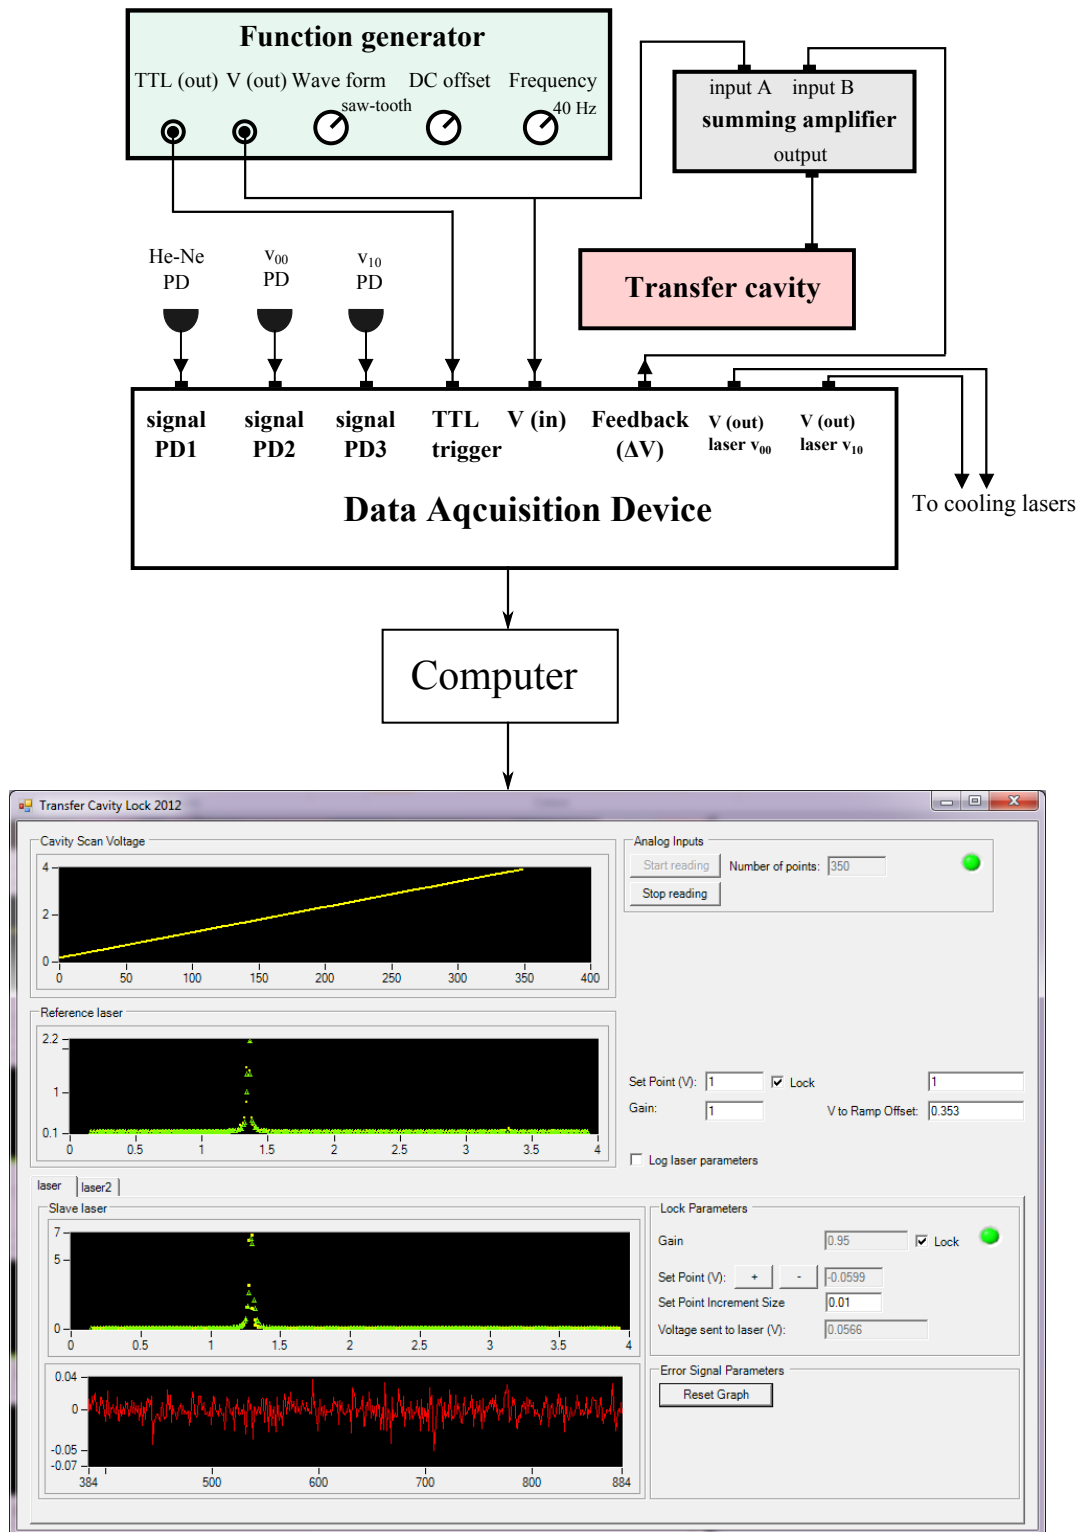 Function generator
TTL (out) V (out) Wave form DC offset Frequency
saw-tooth 40 Hz
input A input B
summing amplifier
output
Transfer cavity
He-Ne
PD
v00
PD
v10
PD
signal
PD1
signal
PD2
signal
PD3
TTL
trigger
V (in)
Feedback
(ΔV)
V (out)
laser v00
V (out)
laser v10
Data Aqcuisition Device
To cooling lasers
Computer
Transfer Cavity Lock 2012
Cavity Scan Voltage
4
2
0
0 50 100 150 200 250 300 350 400
Analog Inputs
Start reading
Number of points: 350
Stop reading
Reference laser
2.2
1
0.1
0 0.5 1 1.5 2 2.5 3 3.5 4
Set Point (V): 1 Lock 1
Gain: 1 V to Ramp Offset: 0.353
Log laser parameters
laser laser2
Slave laser
7
5
0
0 0.5 1 1.5 2 2.5 3 3.5 4
0.04
0
-0.05
-0.07
384 500 600 700 800 884
Lock Parameters
Gain 0.95 Lock
Set Point (V): + - -0.0599
Set Point Increment Size 0.01
Voltage sent to laser (V): 0.0566
Error Signal Parameters
Reset Graph